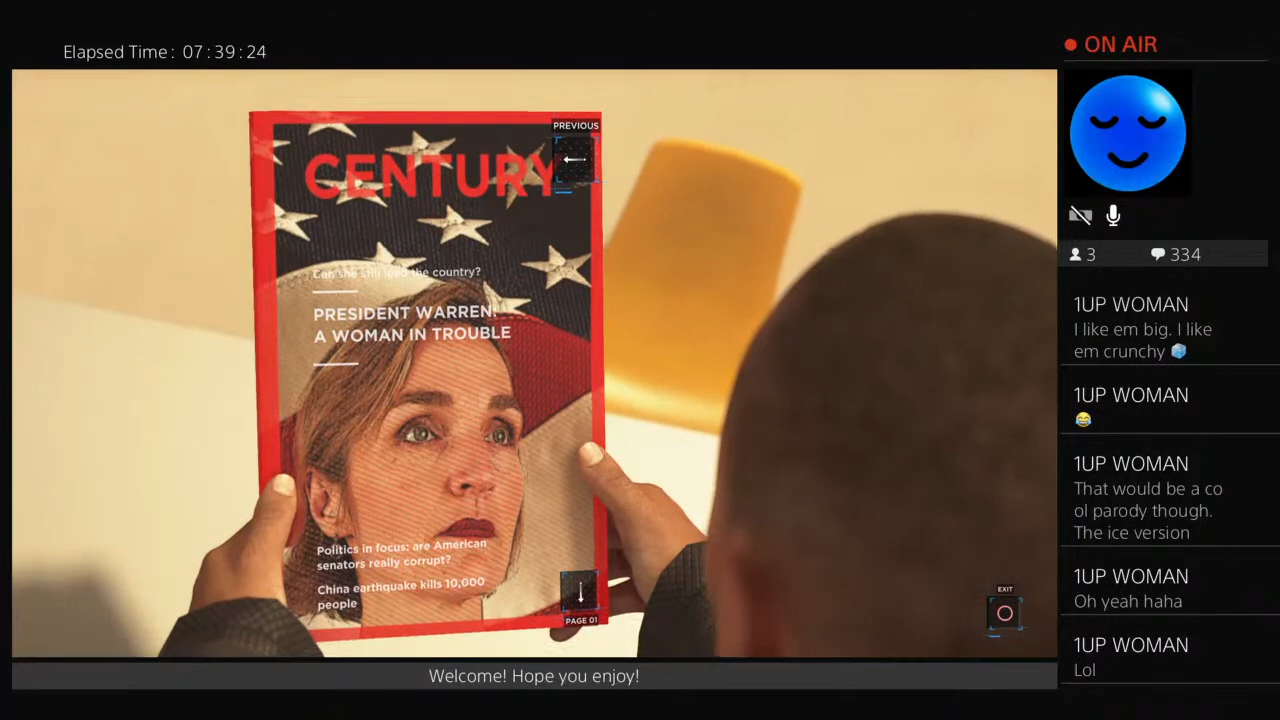 Elapsed Time: 07:39:24
ON AIR
PREVIOUS
CENTURY
Can she still lead the country?
PRESIDENT WARREN:
A WOMAN IN TROUBLE
Politics in focus: are American
senators really corrupt?
China earthquake kills 10,000
people
PAGE 01
EXIT
Welcome! Hope you enjoy!
3
334
1UP WOMAN
I like em big. I like
em crunchy 🧊
1UP WOMAN
😂
1UP WOMAN
That would be a co
ol parody though.
The ice version
1UP WOMAN
Oh yeah haha
1UP WOMAN
Lol